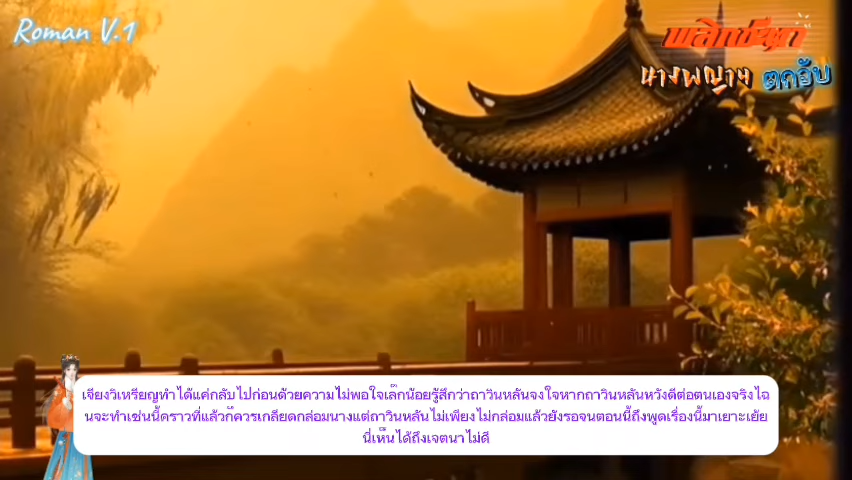 Roman V.1
พลิกชะตา
นางพญามาร
ตกอับ
เจียงวิเหรียญทำได้แค่กลับไปก่อนด้วยความไม่พอใจเล็กน้อยรู้สึกว่าถาวินหลันจงใจหากถาวินหลันหวังดีต่อตนเองจริงไฉ
นจะทำเช่นนี้คราวที่แล้วก็ควรเกลียดกล่อมนางแต่ถาวินหลันไม่เพียงไม่กล่อมแล้วยังรอจนตอนนี้ถึงพูดเรื่องนี้มาเยาะเย้ย
นี่เห็นได้ถึงเจตนาไม่ดี